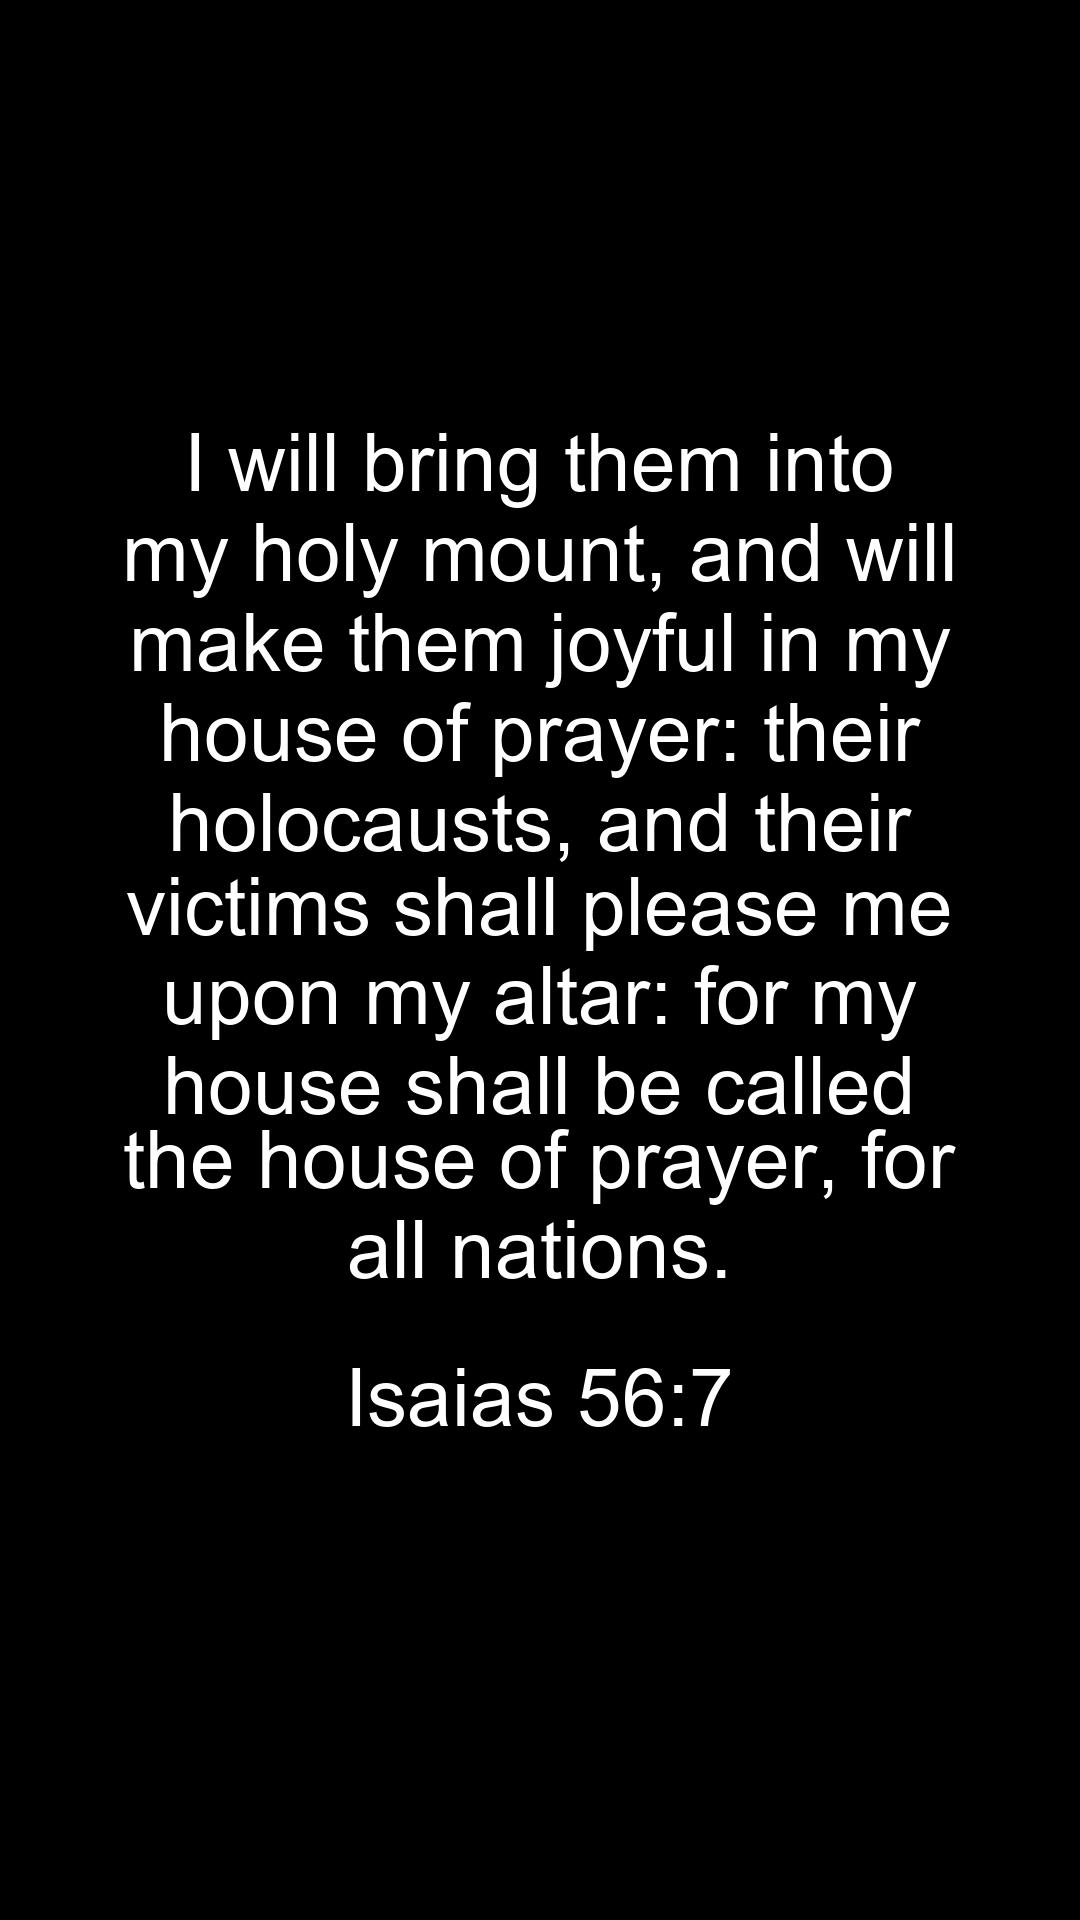 I will bring them into
my holy mount, and will
make them joyful in my
house of prayer: their
holocausts, and their
victims shall please me
upon my altar: for my
house shall be called
the house of prayer, for
all nations.
Isaias 56:7